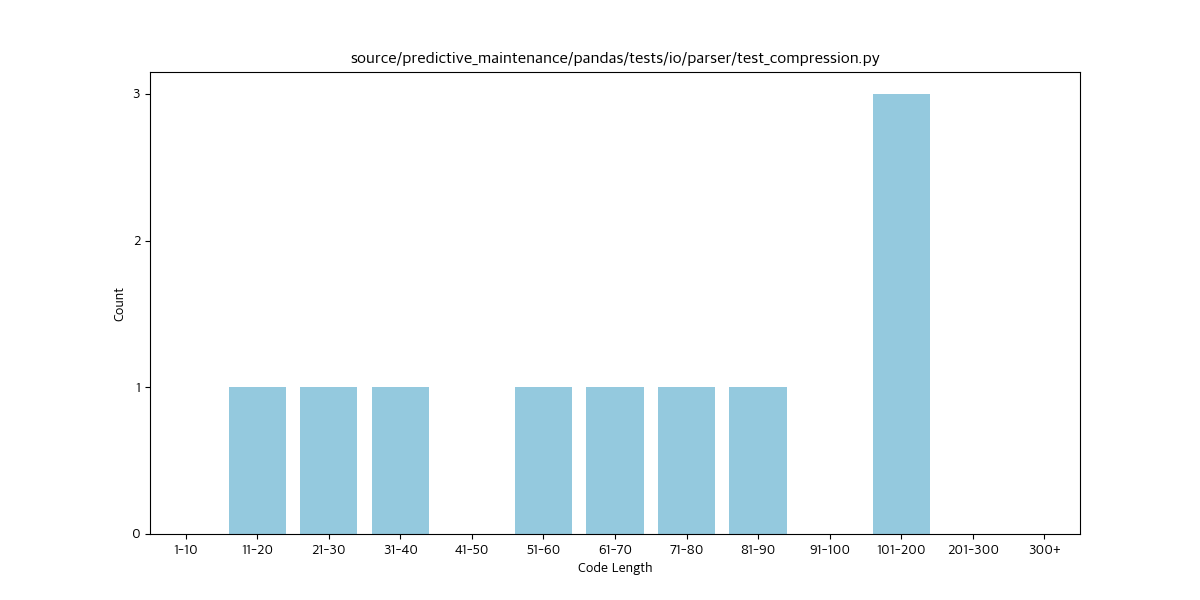 source/predictive_maintenance/pandas/tests/io/parser/test_compression.py
3
2
1
0
Count
1-10 11-20 21-30 31-40 41-50 51-60 61-70 71-80 81-90 91-100 101-200 201-300 300+
Code Length